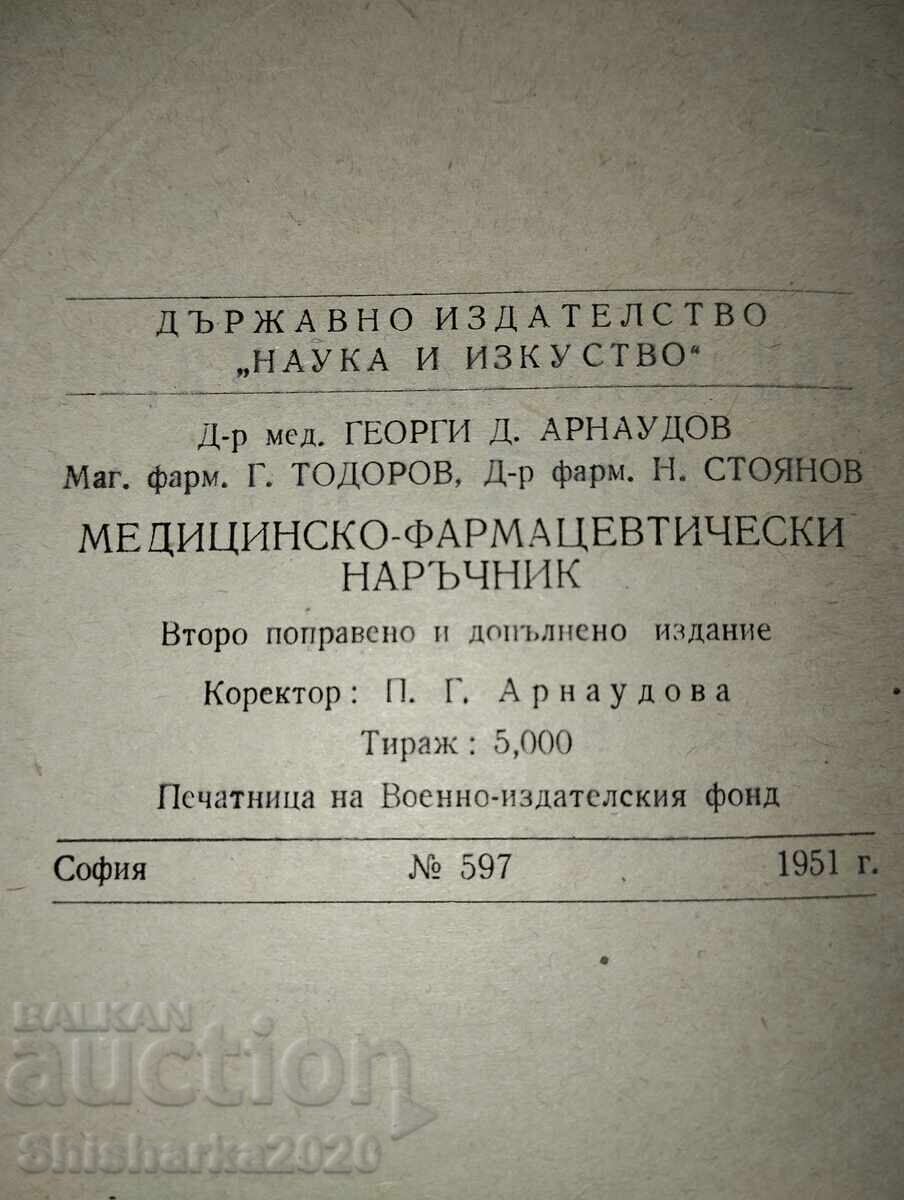 ДЪРЖАВНО ИЗДАТЕЛСТВО
„НАУКА И ИЗКУСТВО“
Д-р мед. ГЕОРГИ Д. АРНАУДОВ
Маг. фарм. Г. ТОДОРОВ, Д-р фарм. Н. СТОЯНОВ
МЕДИЦИНСКО-ФАРМАЦЕВТИЧЕСКИ
НАРЪЧНИК
Второ поправено и допълнено издание
Коректор: П. Г. Арнаудова
Тираж: 5,000
Печатница на Военно-издателския фонд
София № 597 1951 г.
BALKAN
auction
Shisharka2020